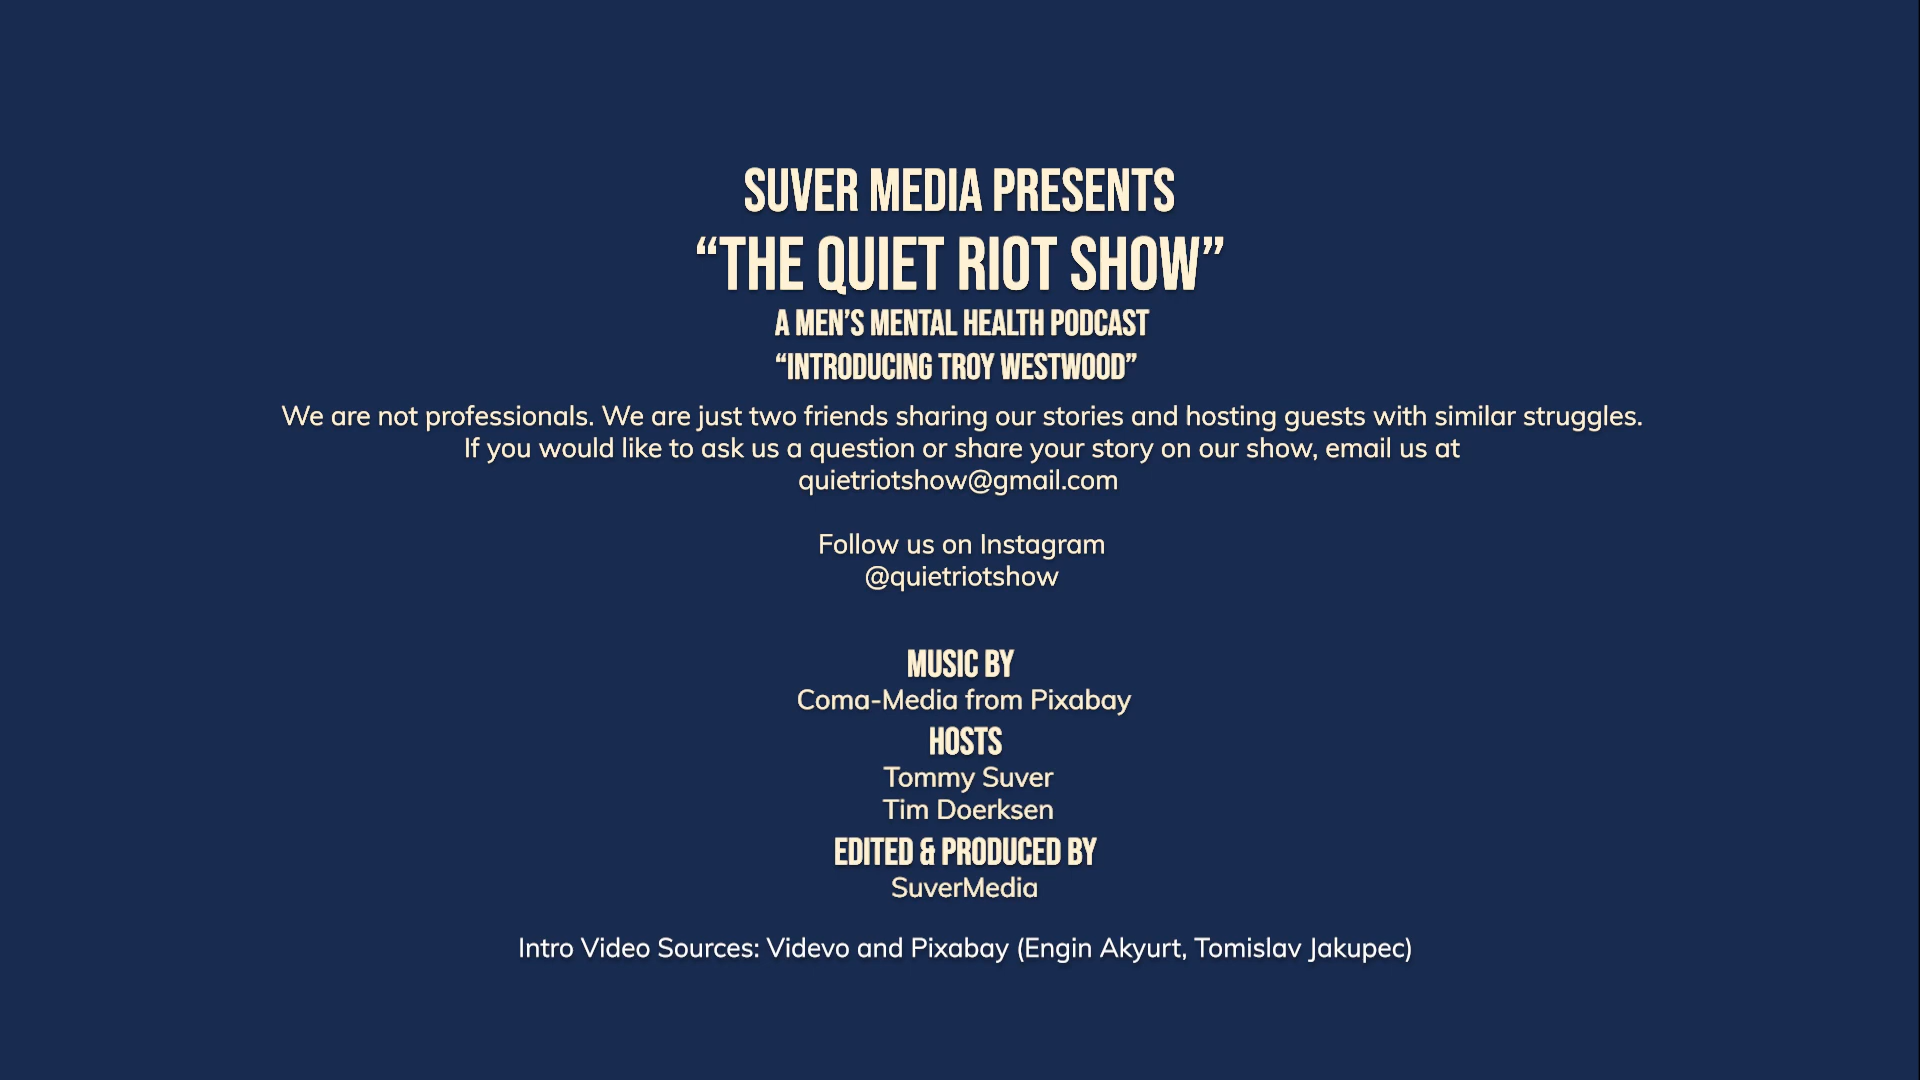 SUVER MEDIA PRESENTS
“THE QUIET RIOT SHOW”
A MEN’S MENTAL HEALTH PODCAST
“INTRODUCING TROY WESTWOOD”
We are not professionals. We are just two friends sharing our stories and hosting guests with similar struggles.
If you would like to ask us a question or share your story on our show, email us at
quietriotshow@gmail.com
Follow us on Instagram
@quietriotshow
MUSIC BY
Coma-Media from Pixabay
HOSTS
Tommy Suver
Tim Doerksen
EDITED & PRODUCED BY
SuverMedia
Intro Video Sources: Videvo and Pixabay (Engin Akyurt, Tomislav Jakupec)